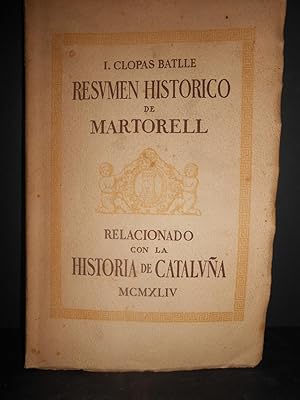 I. CLOPAS BATLLE
RESVMEN HISTORICO
DE
MARTORELL
RELACIONADO
CON LA
HISTORIA DE CATALVÑA
MCMXLIV